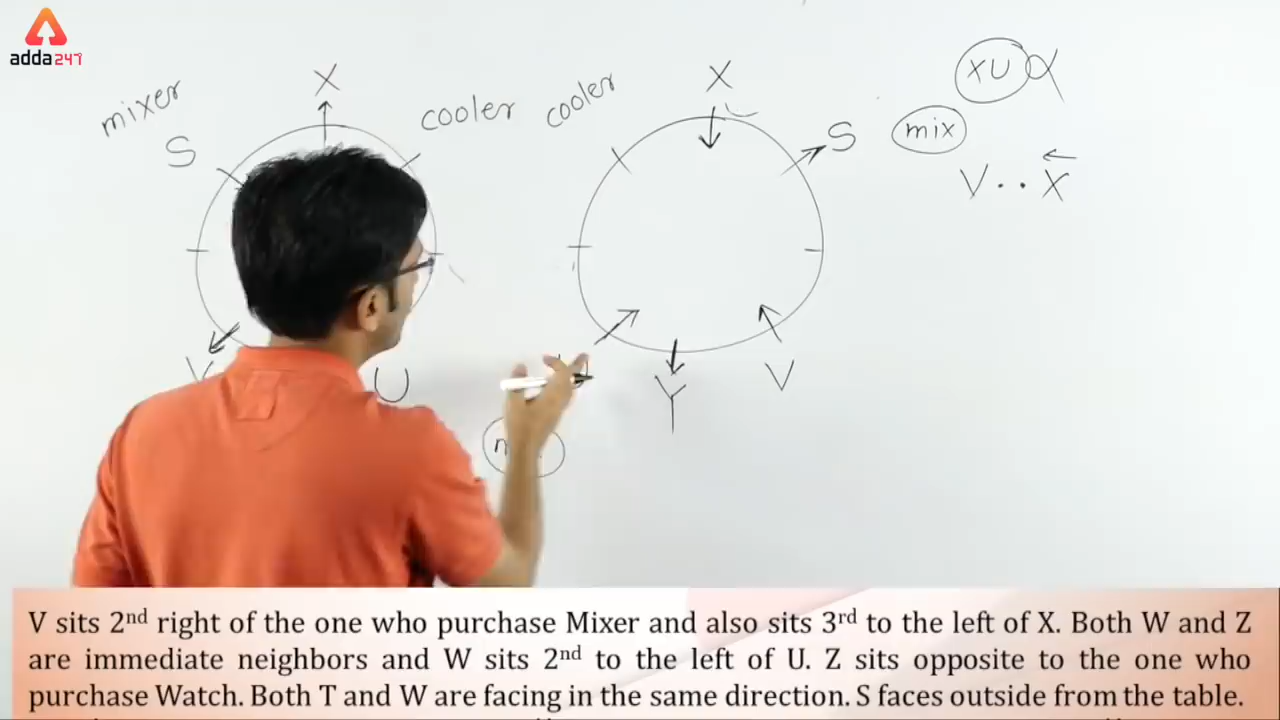 adda247
mixer
X
S
cooler
U
cooler
X
S
V
Y
XU
mix
V . . X
V sits 2nd right of the one who purchase Mixer and also sits 3rd to the left of X. Both W and Z
are immediate neighbors and W sits 2nd to the left of U. Z sits opposite to the one who
purchase Watch. Both T and W are facing in the same direction. S faces outside from the table.